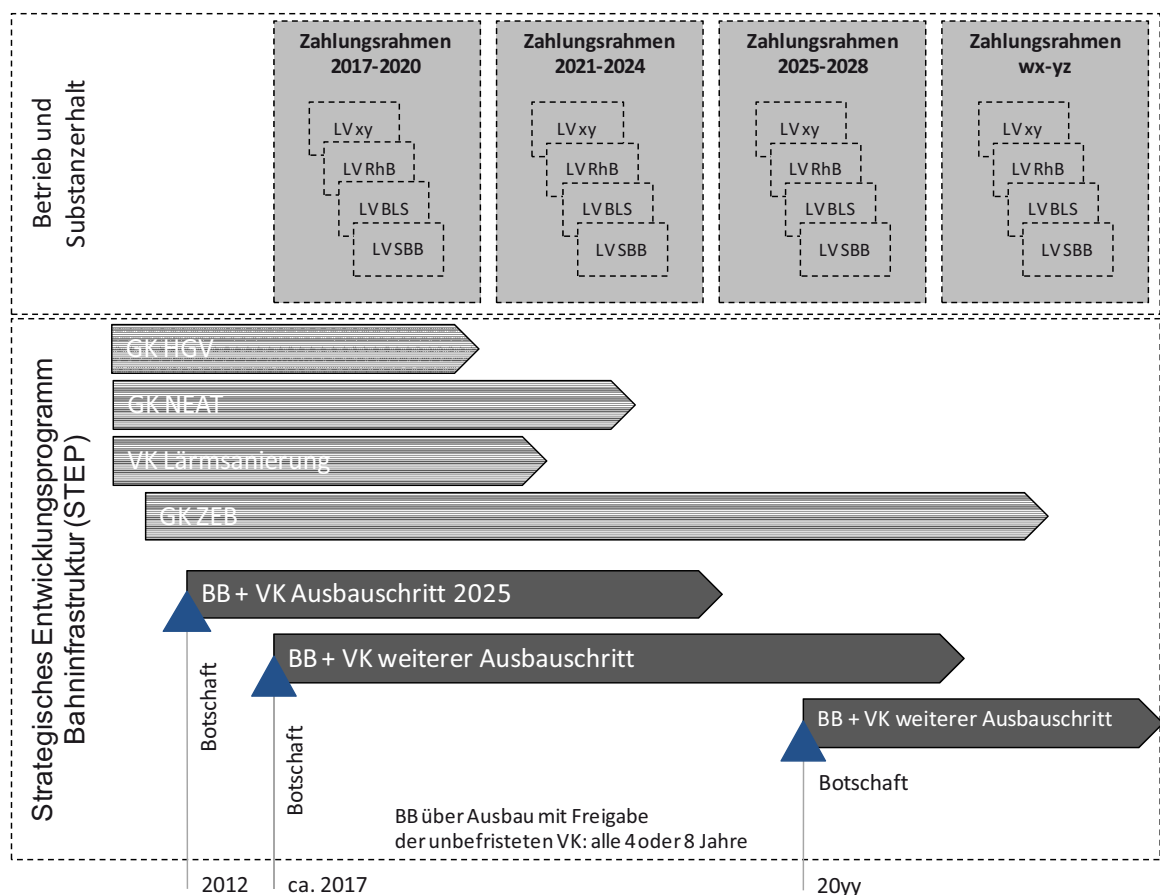 Betrieb und
Substanzerhalt
Zahlungsrahmen
2017-2020
LV xy
LV RhB
LV BLS
LV SBB
Zahlungsrahmen
2021-2024
LV xy
LV RhB
LV BLS
LV SBB
Zahlungsrahmen
2025-2028
LV xy
LV RhB
LV BLS
LV SBB
Zahlungsrahmen
wx-yz
LV xy
LV RhB
LV BLS
LV SBB
Strategisches Entwicklungsprogramm
Bahninfrastruktur (STEP)
GK HGV
GK NEAT
VK Lärmsanierung
GK ZEB
BB + VK Ausbauschritt 2025
BB + VK weiterer Ausbauschritt
BB + VK weiterer Ausbauschritt
Botschaft
Botschaft
Botschaft
BB über Ausbau mit Freigabe
der unbefristeten VK: alle 4 oder 8 Jahre
2012
ca. 2017
20yy